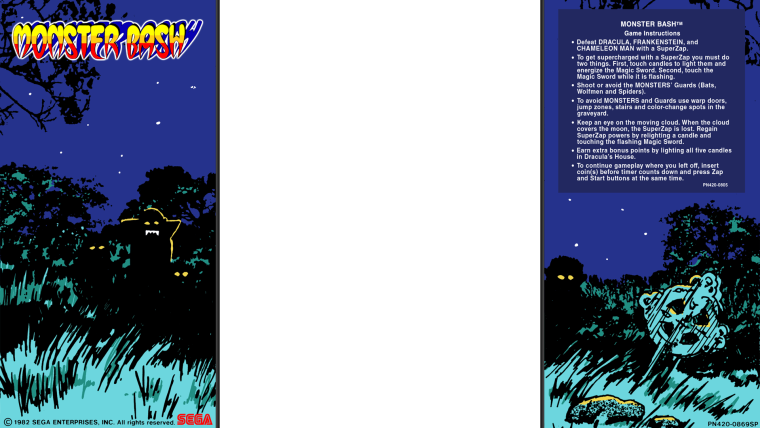 MONSTER BASH
MONSTER BASH™
Game Instructions
• Defeat DRACULA, FRANKENSTEIN, and
CHAMELEON MAN with a SuperZap.
• To get supercharged with a SuperZap you must do
two things. First, touch candles to light them and
energize the Magic Sword. Second, touch the
Magic Sword while it is flashing.
• Shoot or avoid the MONSTERS' Guards (Bats,
Wolfmen and Spiders).
• To avoid MONSTERS and Guards use warp doors,
jump zones, stairs and color-change spots in the
graveyard.
• Keep an eye on the moving cloud. When the cloud
covers the moon, the SuperZap is lost. Regain
SuperZap powers by relighting a candle and
touching the flashing Magic Sword.
• Earn extra bonus points by lighting all five candles
in Dracula's House.
• To continue gameplay where you left off, insert
coin(s) before timer counts down and press Zap
and Start buttons at the same time.
PN420-0805
© 1982 SEGA ENTERPRISES, INC. All rights reserved. SEGA
PN420-0869SP